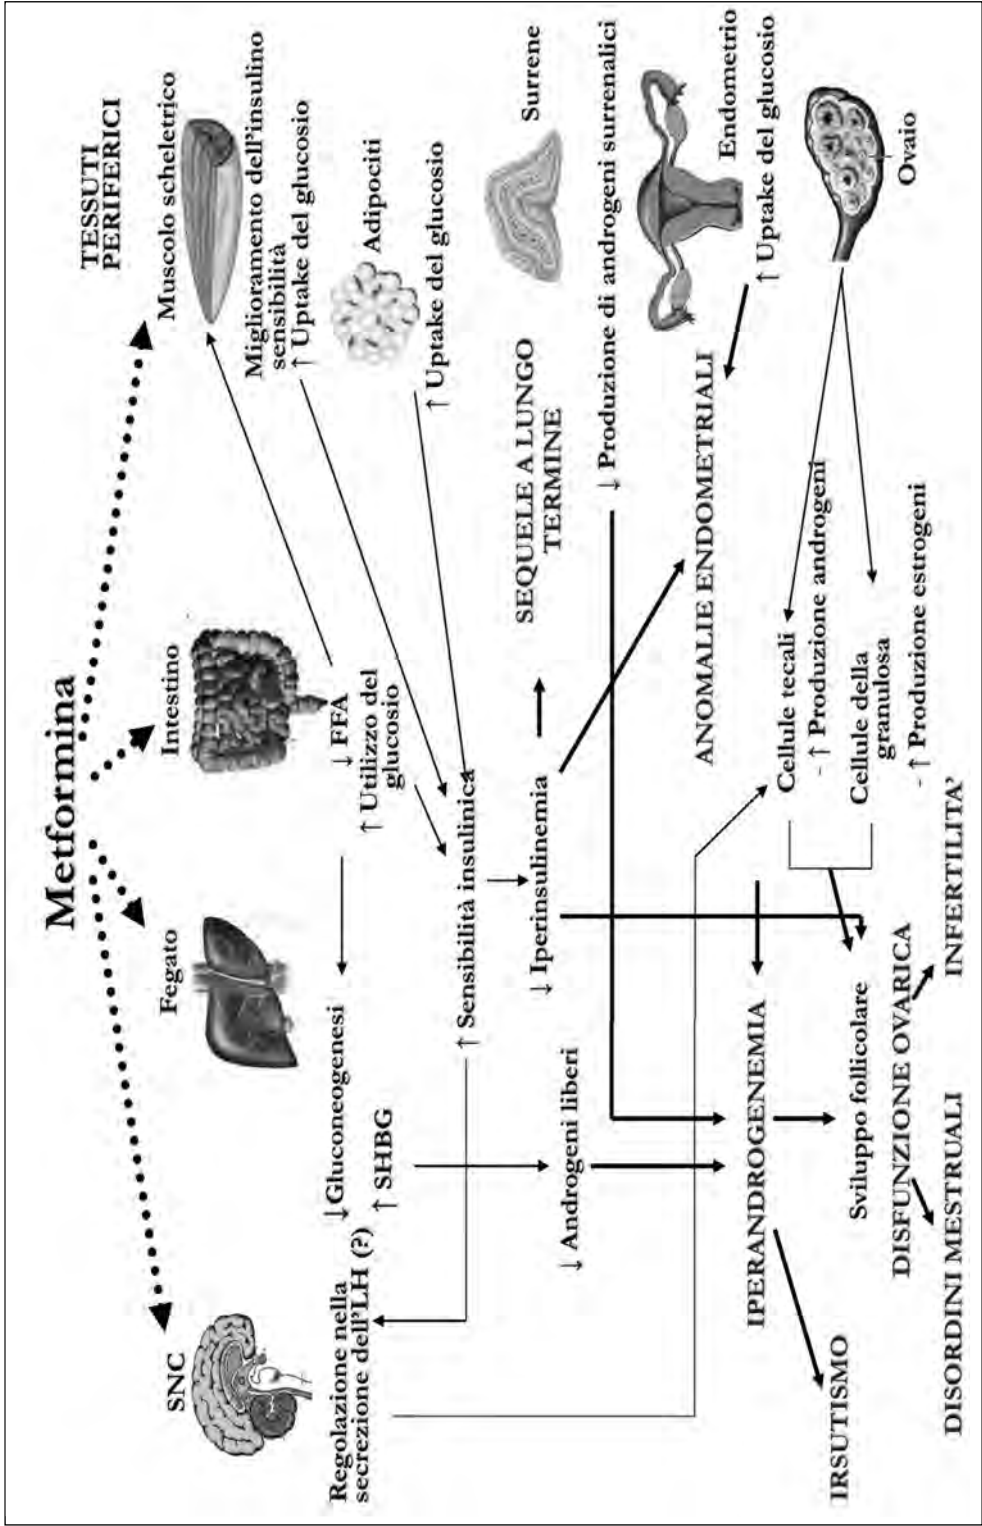 Metformina
SNC
Fegato
Intestino
TESSUTI
PERIFERICI
Muscolo scheletrico
Miglioramento dell'insulino
sensibilità
↑ Uptake del glucosio
Adipociti
↑ Uptake del glucosio
Surrene
↓ Produzione di androgeni surrenalici
Endometrio
↑ Uptake del glucosio
Ovaio
Regolazione nella
secrezione dell'LH (?)
↓ Gluconeogenesi
↑ SHBG
↓ FFA
↑ Utilizzo del
glucosio
↑ Sensibilità insulinica
↓ Iperinsulinemia
SEQUELE A LUNGO
TERMINE
↓ Androgeni liberi
ANOMALIE ENDOMETRIALI
IPERANDROGENEMIA
Cellule tecali
- ↑ Produzione androgeni
Cellule della
granulosa
- ↑ Produzione estrogeni
IRSUTISMO
Sviluppo follicolare
DISFUNZIONE OVARICA
DISORDINI MESTRUALI
INFERTILITA'